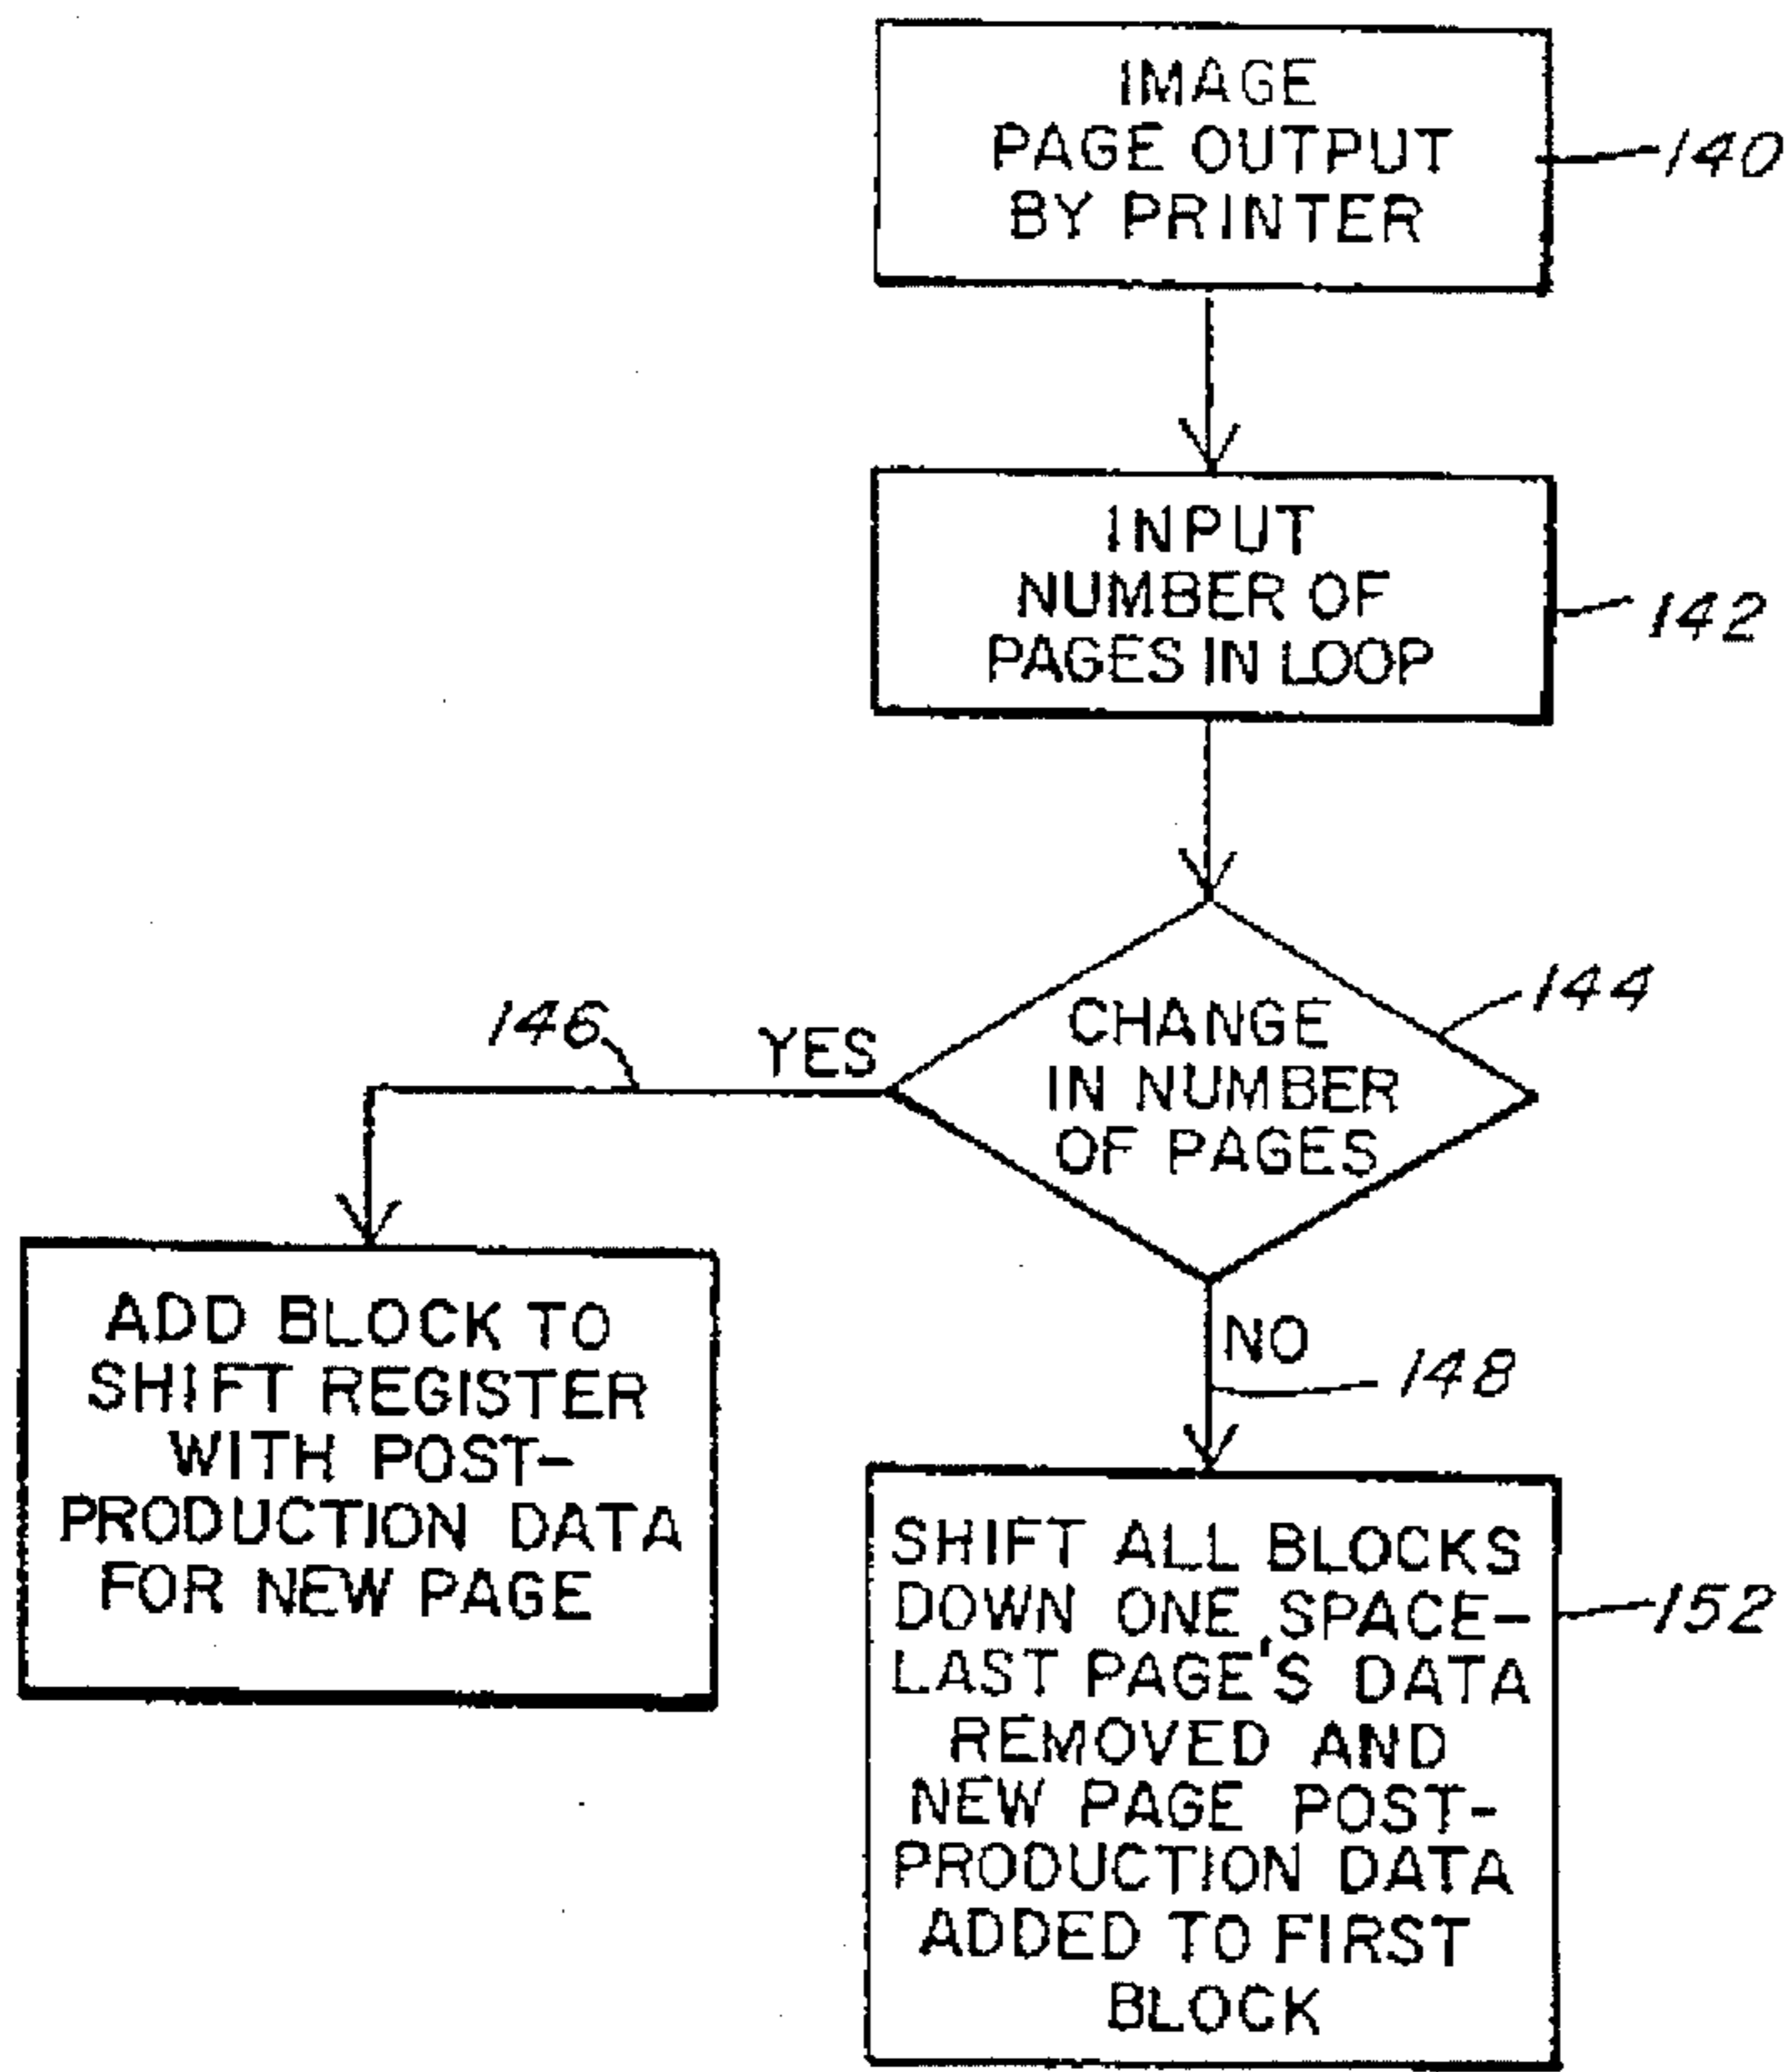 IMAGE
PAGE OUTPUT
BY PRINTER
140
INPUT
NUMBER OF
PAGES IN LOOP
142
CHANGE
IN NUMBER
OF PAGES
144
146
YES
ADD BLOCK TO
SHIFT REGISTER
WITH POST-
PRODUCTION DATA
FOR NEW PAGE
NO
148
SHIFT ALL BLOCKS
DOWN ONE SPACE-
LAST PAGE'S DATA
REMOVED AND
NEW PAGE POST-
PRODUCTION DATA
ADDED TO FIRST
BLOCK
152